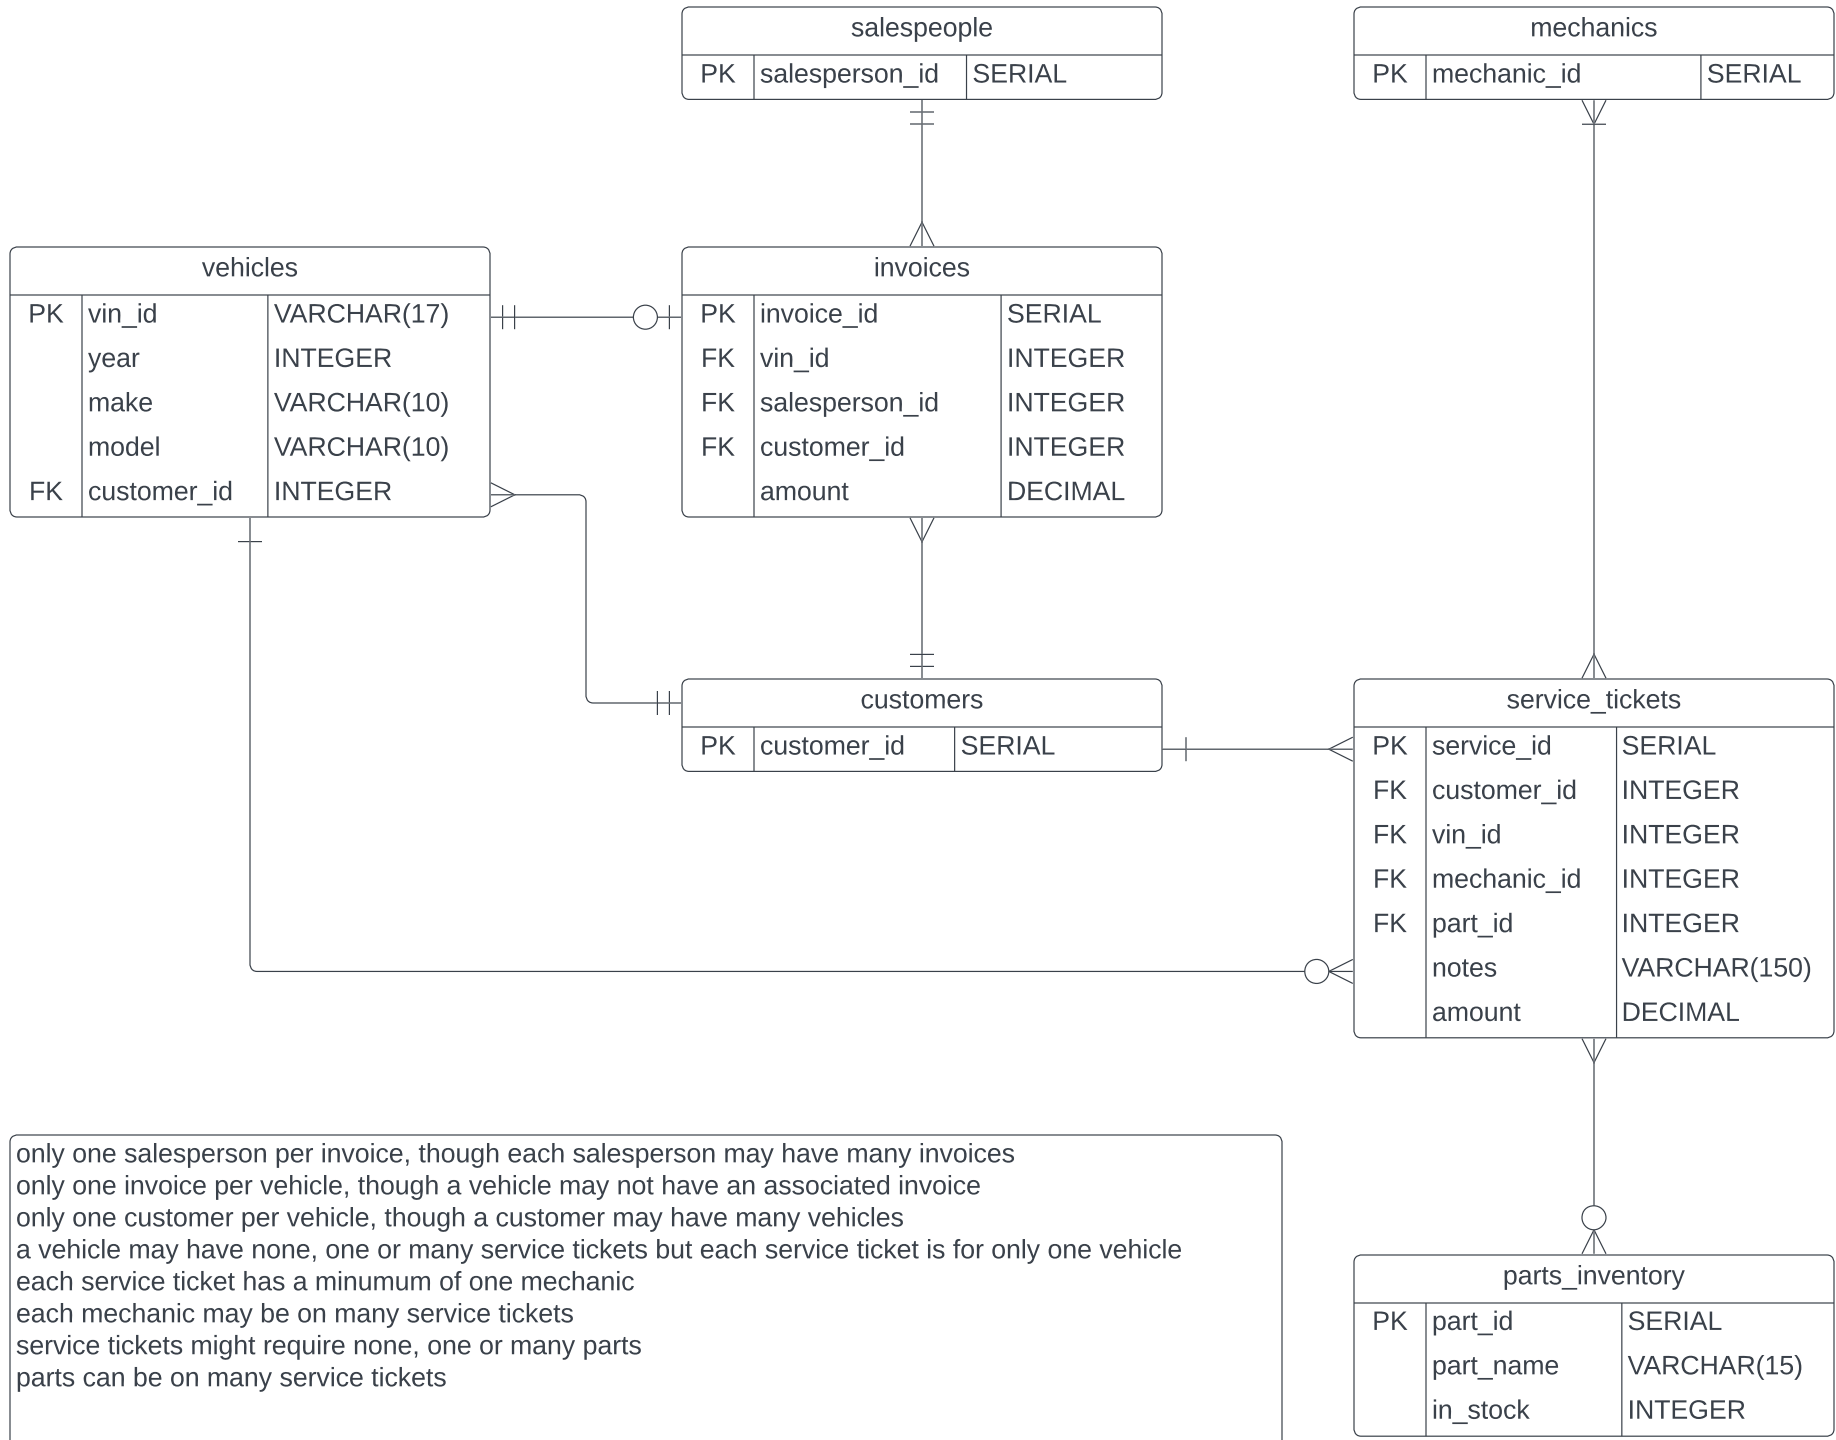 salespeople
PK salesperson_id SERIAL
mechanics
PK mechanic_id SERIAL
vehicles
PK vin_id VARCHAR(17)
year INTEGER
make VARCHAR(10)
model VARCHAR(10)
FK customer_id INTEGER
invoices
PK invoice_id SERIAL
FK vin_id INTEGER
FK salesperson_id INTEGER
FK customer_id INTEGER
amount DECIMAL
customers
PK customer_id SERIAL
service_tickets
PK service_id SERIAL
FK customer_id INTEGER
FK vin_id INTEGER
FK mechanic_id INTEGER
FK part_id INTEGER
notes VARCHAR(150)
amount DECIMAL
only one salesperson per invoice, though each salesperson may have many invoices
only one invoice per vehicle, though a vehicle may not have an associated invoice
only one customer per vehicle, though a customer may have many vehicles
a vehicle may have none, one or many service tickets but each service ticket is for only one vehicle
each service ticket has a minumum of one mechanic
each mechanic may be on many service tickets
service tickets might require none, one or many parts
parts can be on many service tickets
parts_inventory
PK part_id SERIAL
part_name VARCHAR(15)
in_stock INTEGER